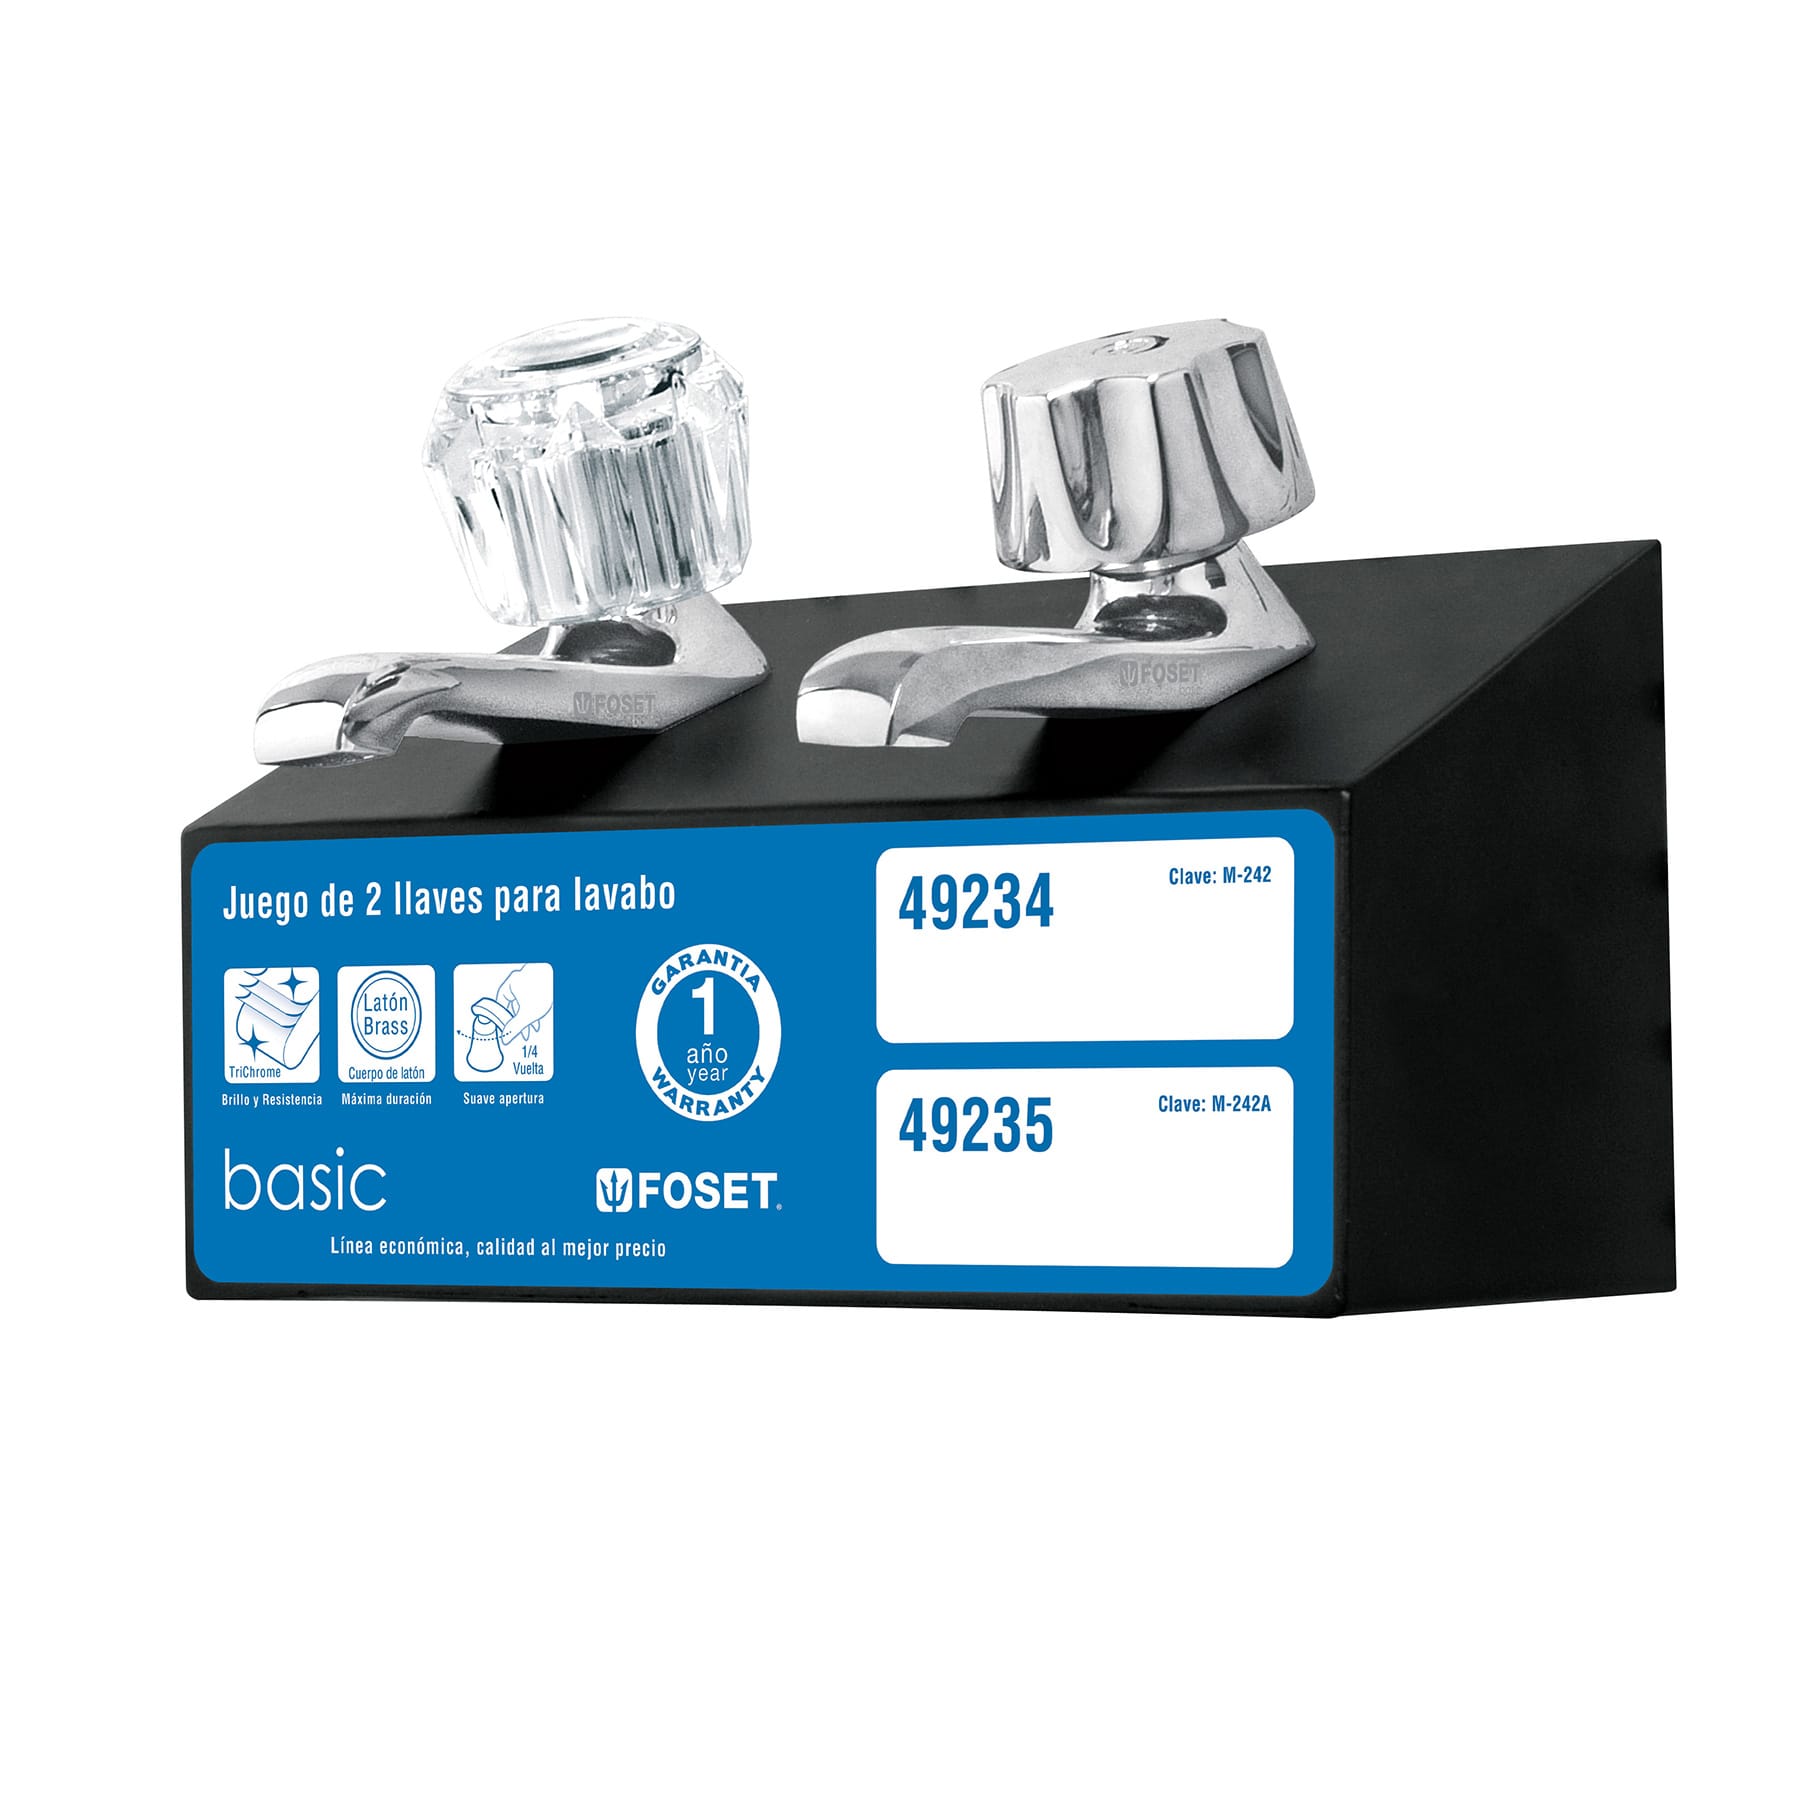 FOSET
FOSET
Juego de 2 llaves para lavabo
TriChrome
Brillo y Resistencia
Latón
Brass
Cuerpo de latón
Máxima duración
1/4
Vuelta
Suave apertura
GARANTIA
1
año
year
WARRANTY
basic
FOSET®
Línea económica, calidad al mejor precio
49234
Clave: M-242
49235
Clave: M-242A